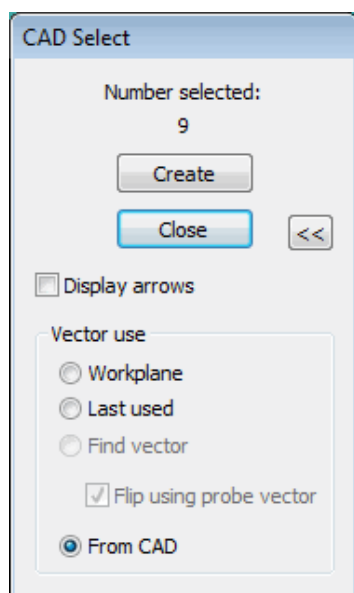 CAD Select
Number selected:
9
Create
Close
<<
Display arrows
Vector use
Workplane
Last used
Find vector
Flip using probe vector
From CAD